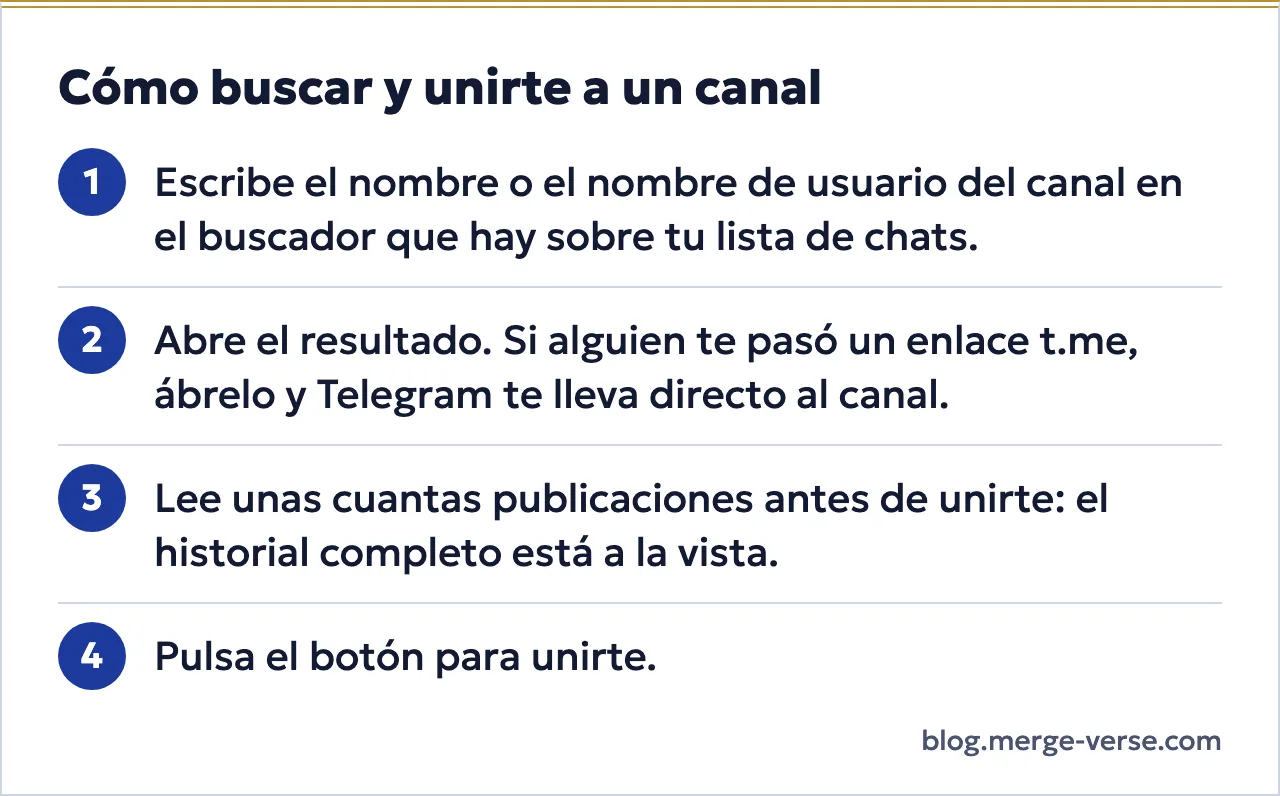 Cómo buscar y unirte a un canal
1
Escribe el nombre o el nombre de usuario del canal en
el buscador que hay sobre tu lista de chats.
2
Abre el resultado. Si alguien te pasó un enlace t.me,
ábrelo y Telegram te lleva directo al canal.
3
Lee unas cuantas publicaciones antes de unirte: el
historial completo está a la vista.
4
Pulsa el botón para unirte.
blog.merge-verse.com